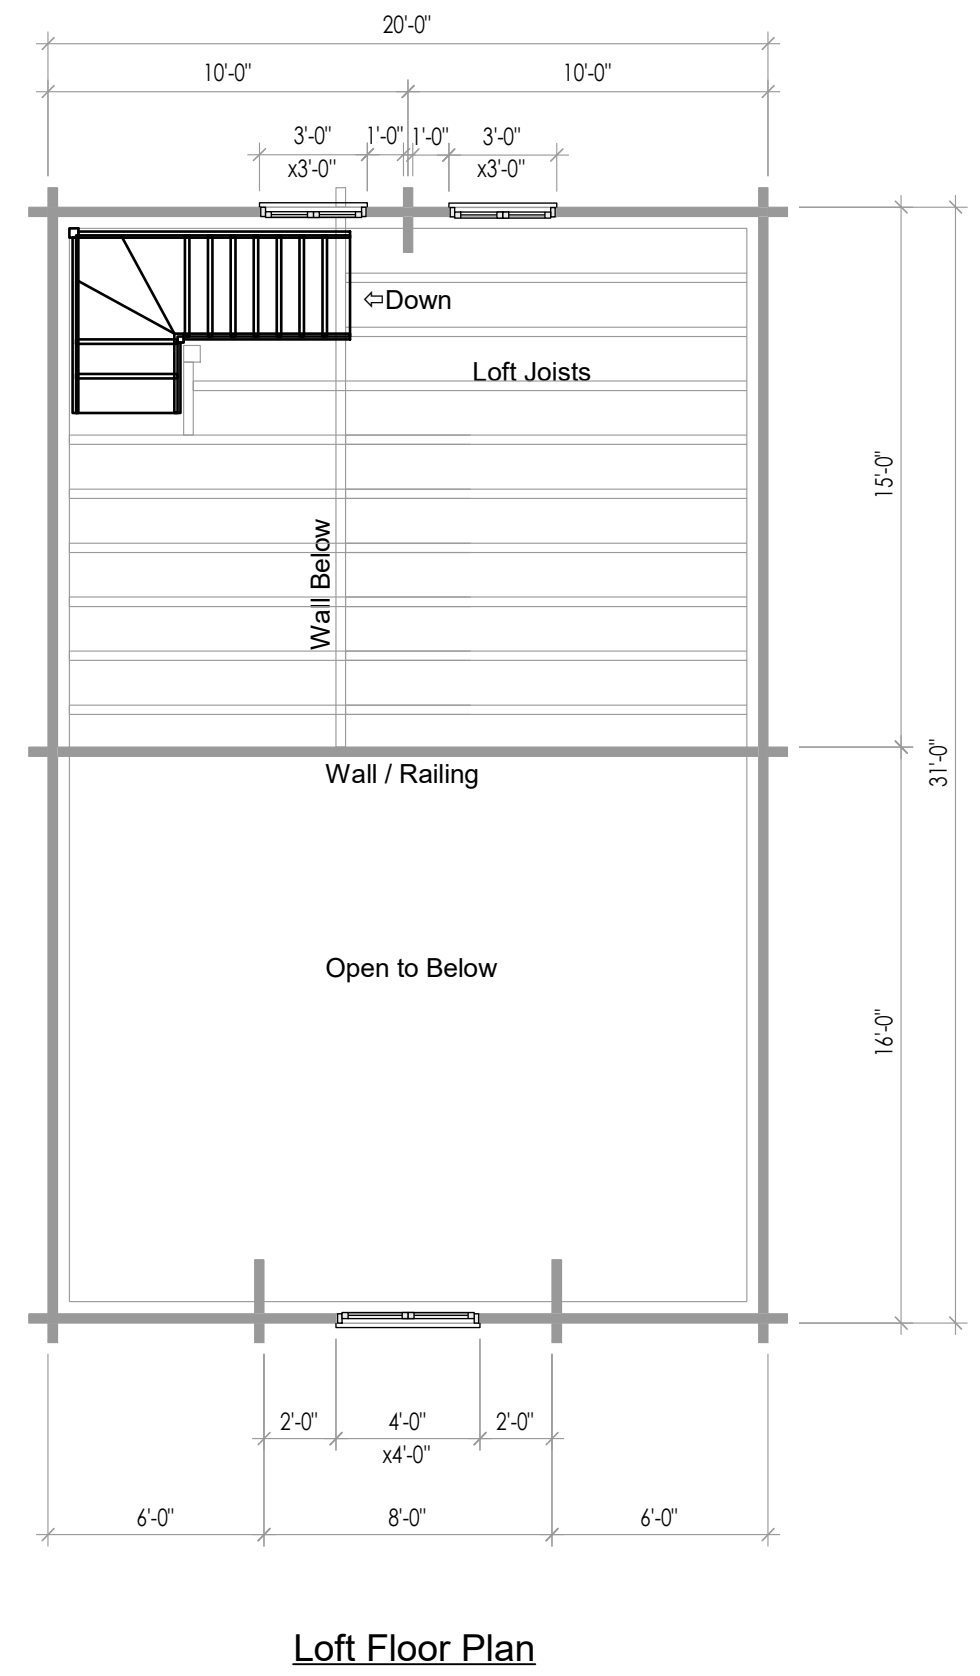 20'-0"
10'-0" 10'-0"
3'-0" 1'-0" 1'-0" 3'-0"
x3'-0" x3'-0"
⇦Down
Loft Joists
15'-0"
Wall Below
31'-0"
Wall / Railing
Open to Below
16'-0"
2'-0" 4'-0" 2'-0"
x4'-0"
6'-0" 8'-0" 6'-0"
Loft Floor Plan